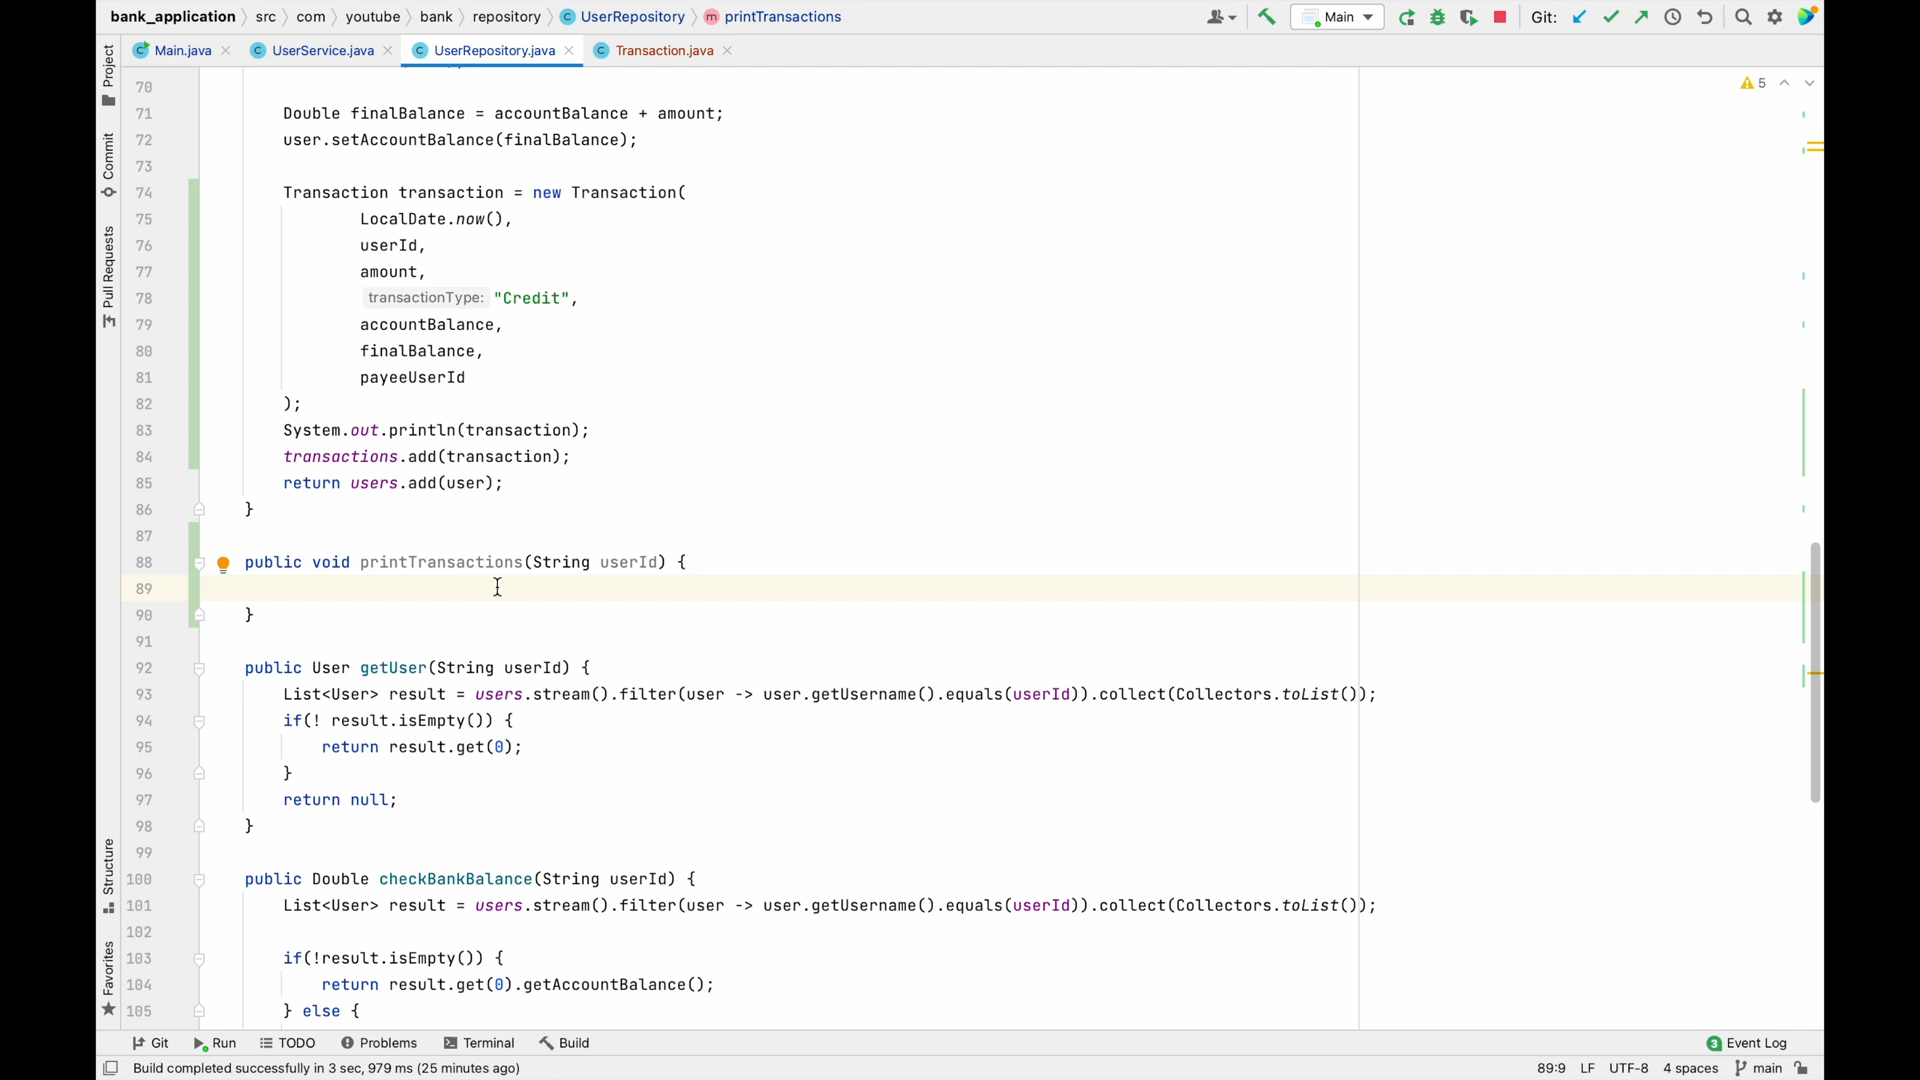 bank_application src com youtube bank repository UserRepository printTransactions Main Git:
Main.java UserService.java UserRepository.java Transaction.java
Project
Commit
Pull Requests
Structure
Favorites
5
70
71 Double finalBalance = accountBalance + amount;
72 user.setAccountBalance(finalBalance);
73
74 Transaction transaction = new Transaction(
75 LocalDate.now(),
76 userId,
77 amount,
78 transactionType: "Credit",
79 accountBalance,
80 finalBalance,
81 payeeUserId
82 );
83 System.out.println(transaction);
84 transactions.add(transaction);
85 return users.add(user);
86 }
87
88 public void printTransactions(String userId) {
89
90 }
91
92 public User getUser(String userId) {
93 List<User> result = users.stream().filter(user -> user.getUsername().equals(userId)).collect(Collectors.toList());
94 if(! result.isEmpty()) {
95 return result.get(0);
96 }
97 return null;
98 }
99
100 public Double checkBankBalance(String userId) {
101 List<User> result = users.stream().filter(user -> user.getUsername().equals(userId)).collect(Collectors.toList());
102
103 if(!result.isEmpty()) {
104 return result.get(0).getAccountBalance();
105 } else {
Git Run TODO Problems Terminal Build 3 Event Log
Build completed successfully in 3 sec, 979 ms (25 minutes ago) 89:9 LF UTF-8 4 spaces main